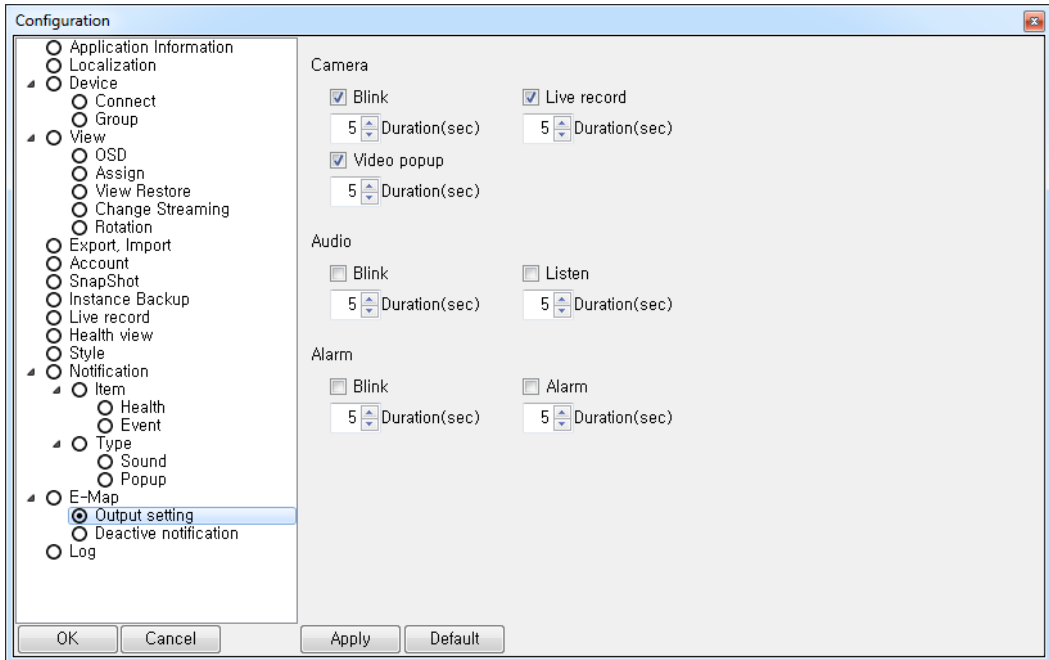 Configuration
Application Information
Localization
Device
Connect
Group
View
OSD
Assign
View Restore
Change Streaming
Rotation
Export, Import
Account
SnapShot
Instance Backup
Live record
Health view
Style
Notification
Item
Health
Event
Type
Sound
Popup
E-Map
Output setting
Deactive notification
Log
Camera
Blink
Live record
5 Duration(sec)
5 Duration(sec)
Video popup
5 Duration(sec)
Audio
Blink
Listen
5 Duration(sec)
5 Duration(sec)
Alarm
Blink
Alarm
5 Duration(sec)
5 Duration(sec)
OK
Cancel
Apply
Default